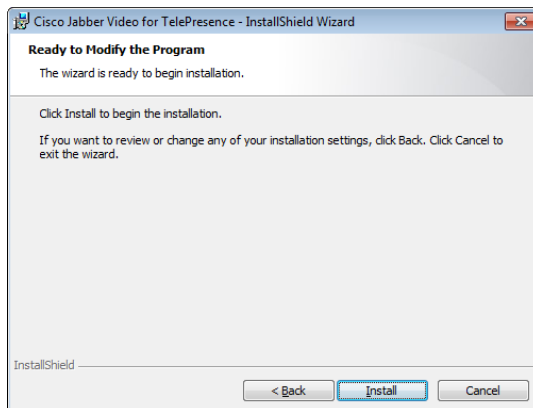 Cisco Jabber Video for TelePresence - InstallShield Wizard
Ready to Modify the Program
The wizard is ready to begin installation.
Click Install to begin the installation.
If you want to review or change any of your installation settings, click Back. Click Cancel to
exit the wizard.
InstallShield
< Back Install Cancel